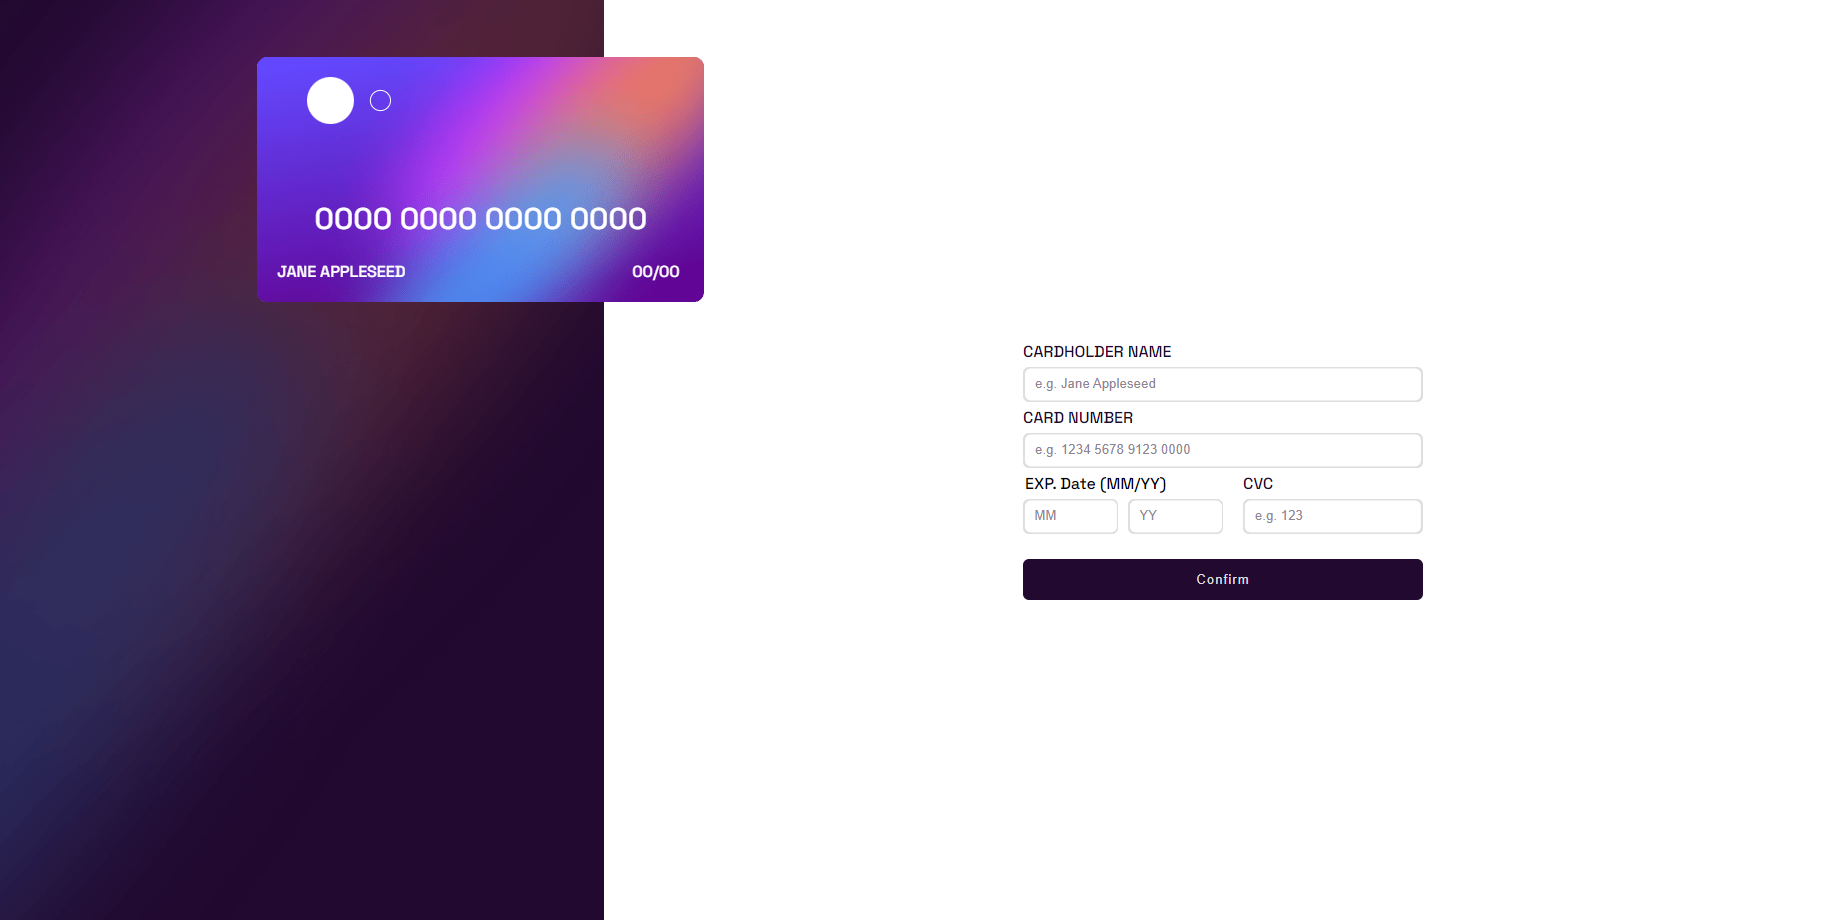 0000 0000 0000 0000
JANE APPLESEED 00/00
CARDHOLDER NAME
e.g. Jane Appleseed
CARD NUMBER
e.g. 1234 5678 9123 0000
EXP. Date (MM/YY) CVC
MM YY e.g. 123
Confirm